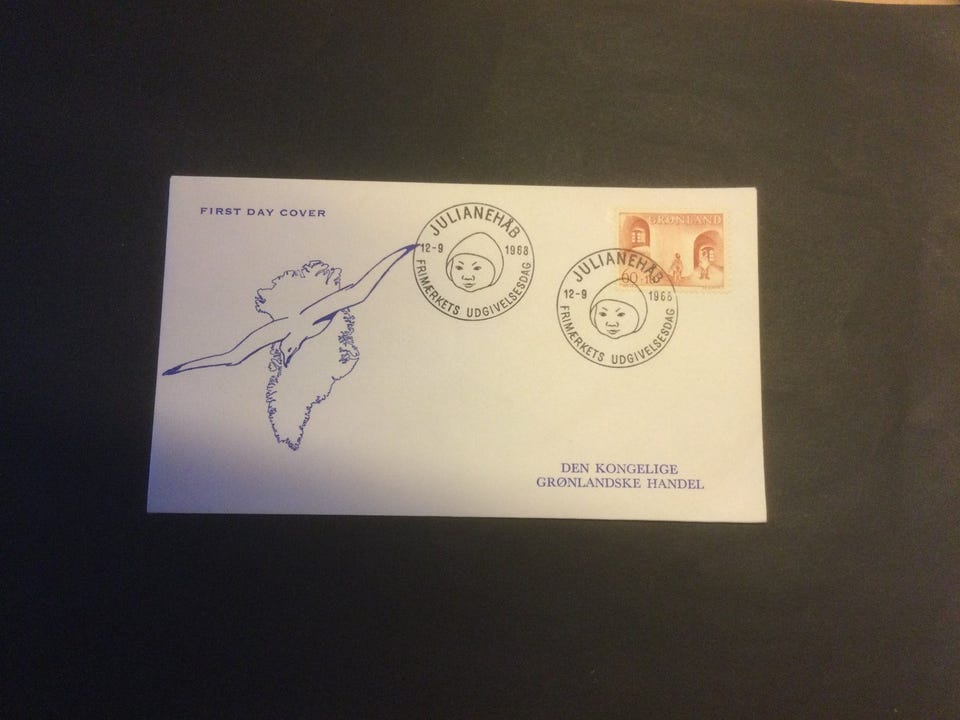 FIRST DAY COVER
JULIANEHÅB
12-9 1968
FRIMÆRKETS UDGIVELSESDAG
GRØNLAND
60
JULIANEHÅB
12-9 1968
FRIMÆRKETS UDGIVELSESDAG
DEN KONGELIGE
GRØNLANDSKE HANDEL